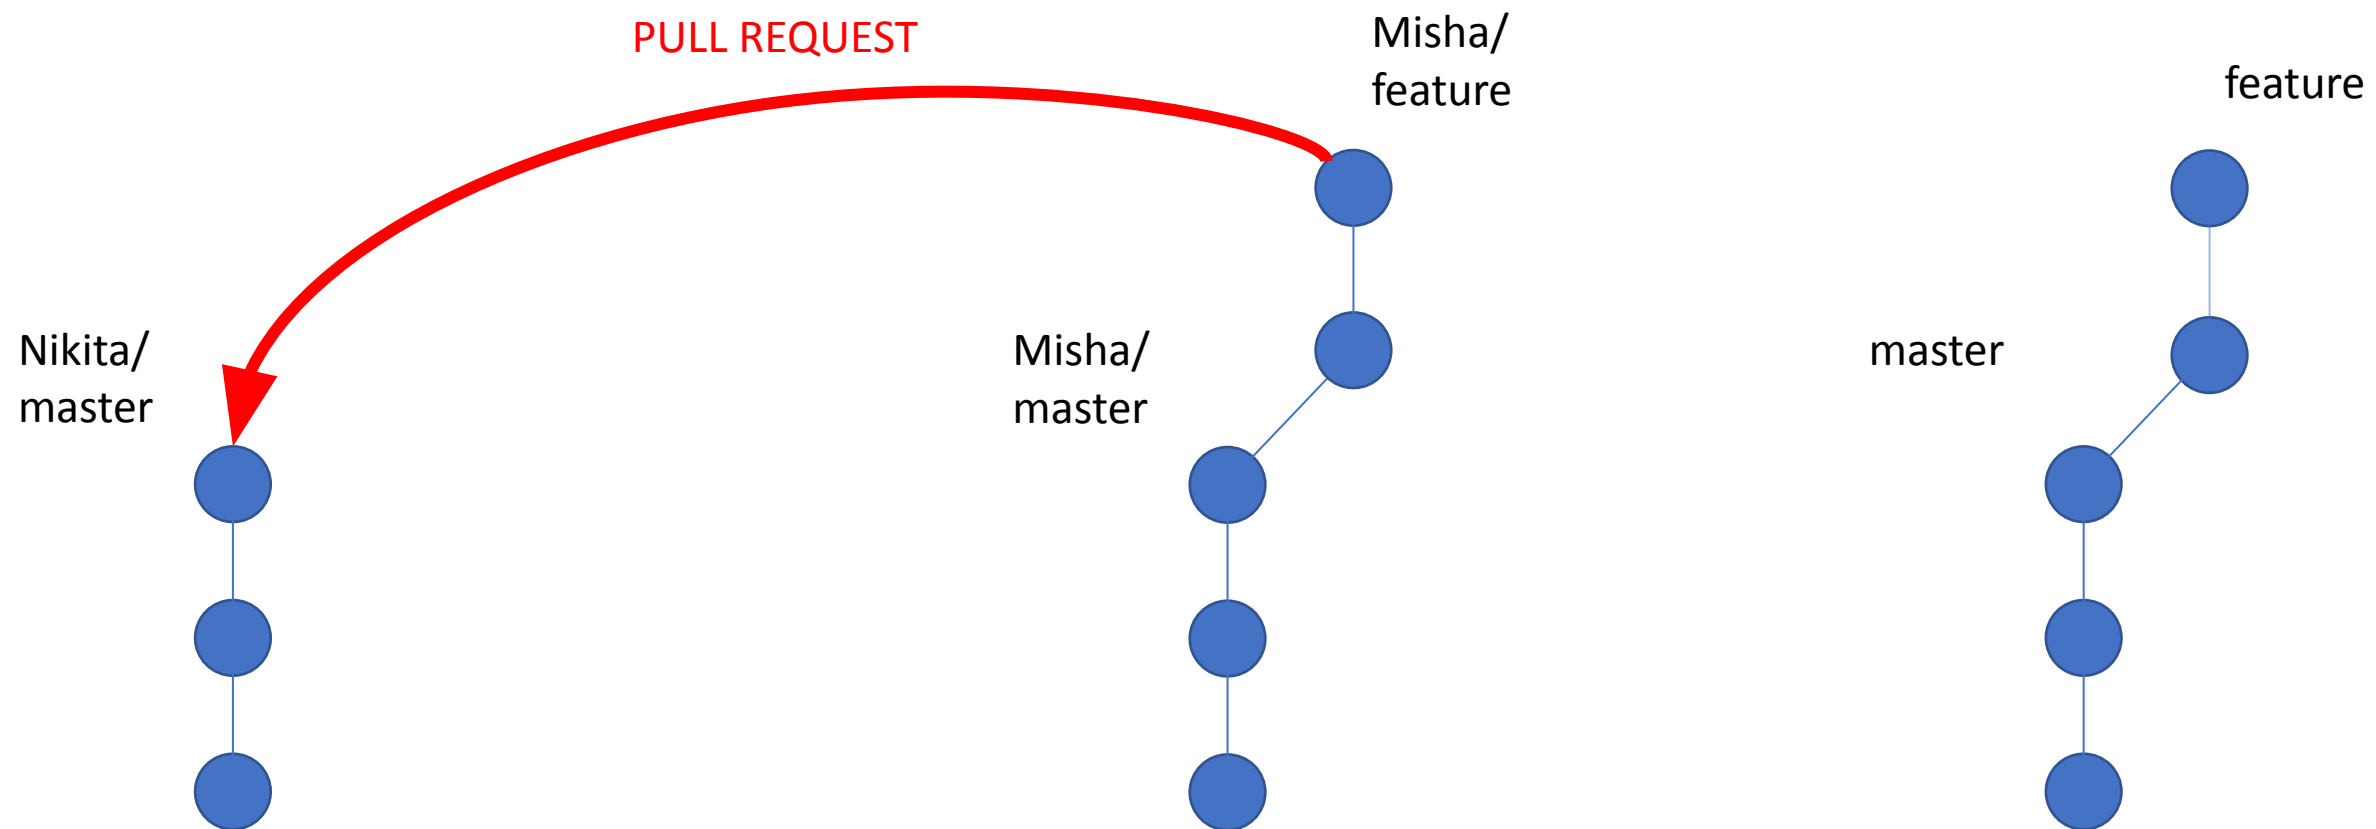 PULL REQUEST
Misha/
feature
feature
Nikita/
master
Misha/
master
master